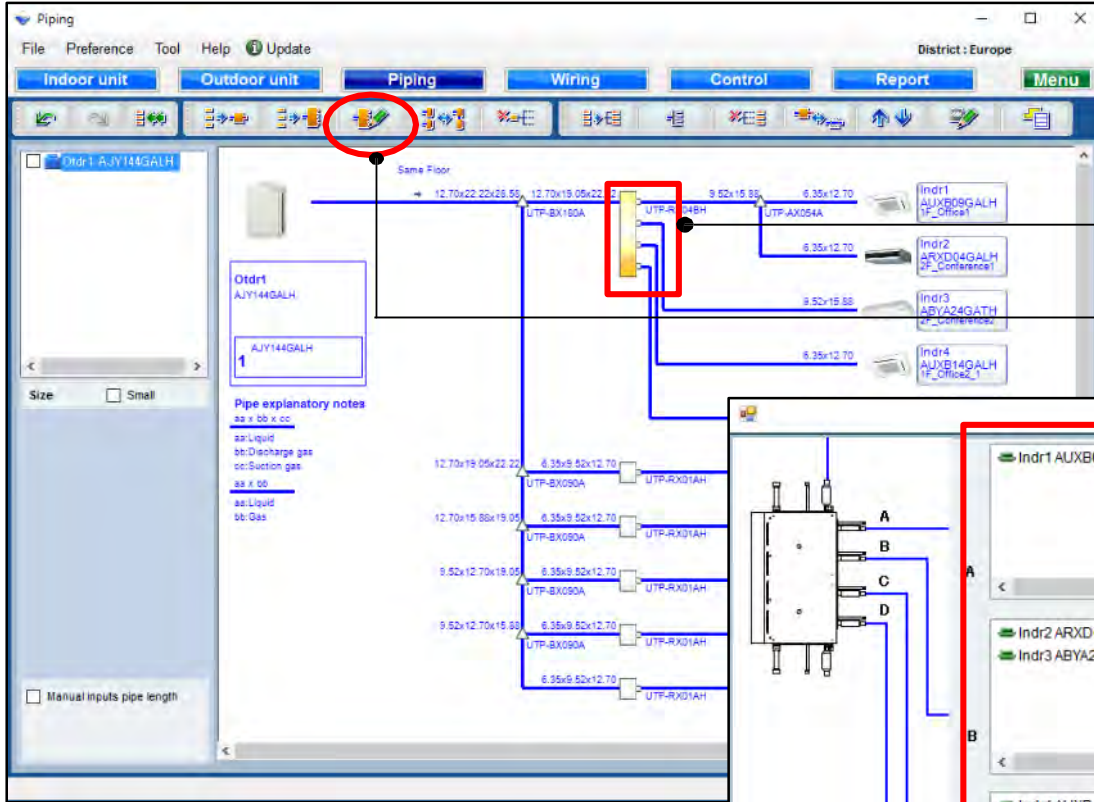 Piping
File Preference Tool Help Update
District : Europe
Indoor unit Outdoor unit Piping Wiring Control Report Menu
Otdr1 AJY144GALH
Size Small
Manual inputs pipe length
Same Floor
12.70x22.22x28.58 12.70x19.05x22.
UTP-BX180A
9.52x15.88 6.35x12.70
UTP-AX054A
Indr1
AUXB09GALH
1F_Office1
6.35x12.70
Indr2
ARXD04GALH
2F_Conference1
9.52x15.88
Indr3
ABYA24GATH
2F_Conference2
6.35x12.70
Indr4
AUXB14GALH
1F_Office2_1
Otdr1
AJY144GALH
AJY144GALH
1
Pipe explanatory notes
aa x bb x cc
aa:Liquid
bb:Discharge gas
cc:Suction gas
aa x bb
aa:Liquid
bb:Gas
12.70x19.05x22.22 6.35x9.52x12.70
UTP-BX090A UTP-RX01AH
12.70x15.88x19.05 6.35x9.52x12.70
UTP-BX090A UTP-RX01AH
9.52x12.70x19.05 6.35x9.52x12.70
UTP-BX090A UTP-RX01AH
9.52x12.70x15.88 6.35x9.52x12.70
UTP-BX090A UTP-RX01AH
6.35x9.52x12.70
UTP-RX01AH
A
B
C
D
A
Indr1 AUXB
B
Indr2 ARXD
Indr3 ABYA2